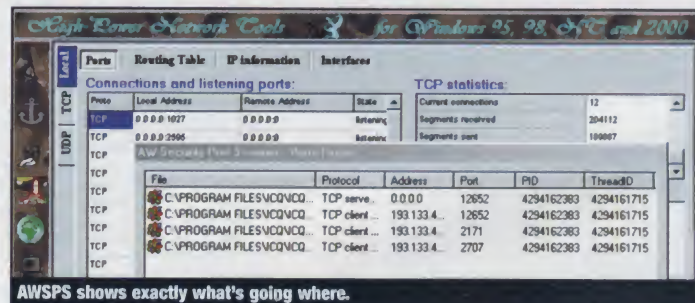 High Power Network Tools for Windows 95, 98, NT and 2000
Local
TCP
UDP
Ports Routing Table IP information Interfaces
Connections and listening ports:
Proto Local Address Remote Address State
TCP 0.0.0.0:1027 0.0.0.0:0 listening
TCP 0.0.0.0:2595 0.0.0.0:0 listening
TCP
TCP
TCP
TCP
TCP
TCP
TCP
TCP statistics:
Current connections 12
Segments received 204112
Segments sent
AW Security Port Scanner
File Protocol Address Port PID ThreadID
C:\PROGRAM FILES\ICQ\ICQ... TCP serve... 0.0.0.0 12652 4294162383 4294161715
C:\PROGRAM FILES\ICQ\ICQ... TCP client ... 193.133.4... 12652 4294162383 4294161715
C:\PROGRAM FILES\ICQ\ICQ... TCP client ... 193.133.4... 2171 4294162383 4294161715
C:\PROGRAM FILES\ICQ\ICQ... TCP client ... 193.133.4... 2707 4294162383 4294161715
AWSPS shows exactly what's going where.